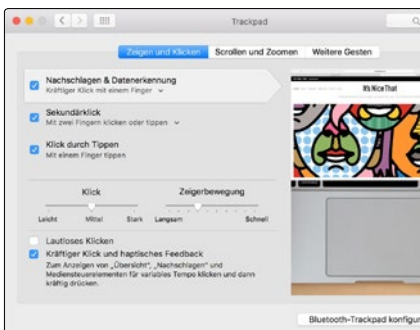 Trackpad
Zeigen und Klicken Scrollen und Zoomen Weitere Gesten
Nachschlagen & Datenerkennung
Kräftiger Klick mit einem Finger
Sekundärklick
Mit zwei Fingern klicken oder tippen
Klick durch Tippen
Mit einem Finger tippen
Klick Zeigerbewegung
Leicht Mittel Stark Langsam Schnell
Lautloses Klicken
Kräftiger Klick und haptisches Feedback
Zum Anzeigen von „Übersicht“, „Nachschlagen“ und
Mediensteuerelementen für variables Tempo klicken und dann
kräftig drücken.
It's Nice That
Bluetooth-Trackpad konfigur